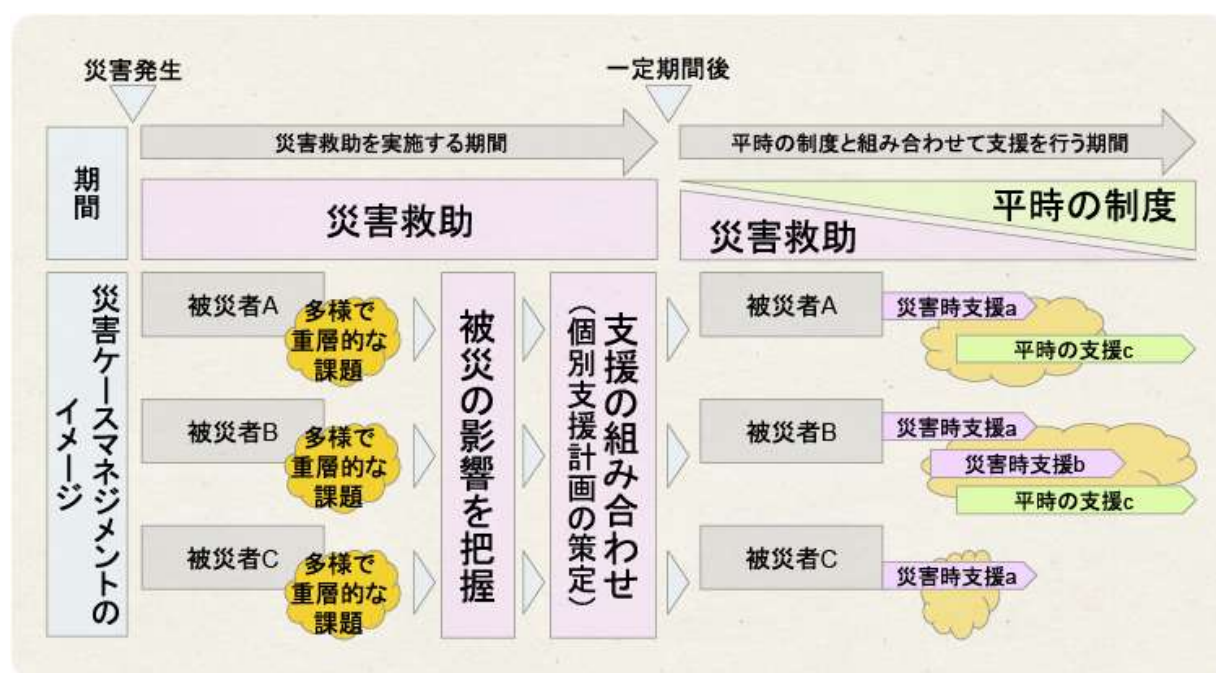 災害発生
一定期間後
期間
災害救助を実施する期間
平時の制度と組み合わせて支援を行う期間
災害救助
平時の制度
災害救助
災害ケースマネジメントの
イメージ
被災者A
多様で
重層的な
課題
被災者B
多様で
重層的な
課題
被災者C
多様で
重層的な
課題
被災の影響を把握
支援の組み合わせ
(個別支援計画の策定)
被災者A
災害時支援a
平時の支援c
被災者B
災害時支援a
災害時支援b
平時の支援c
被災者C
災害時支援a